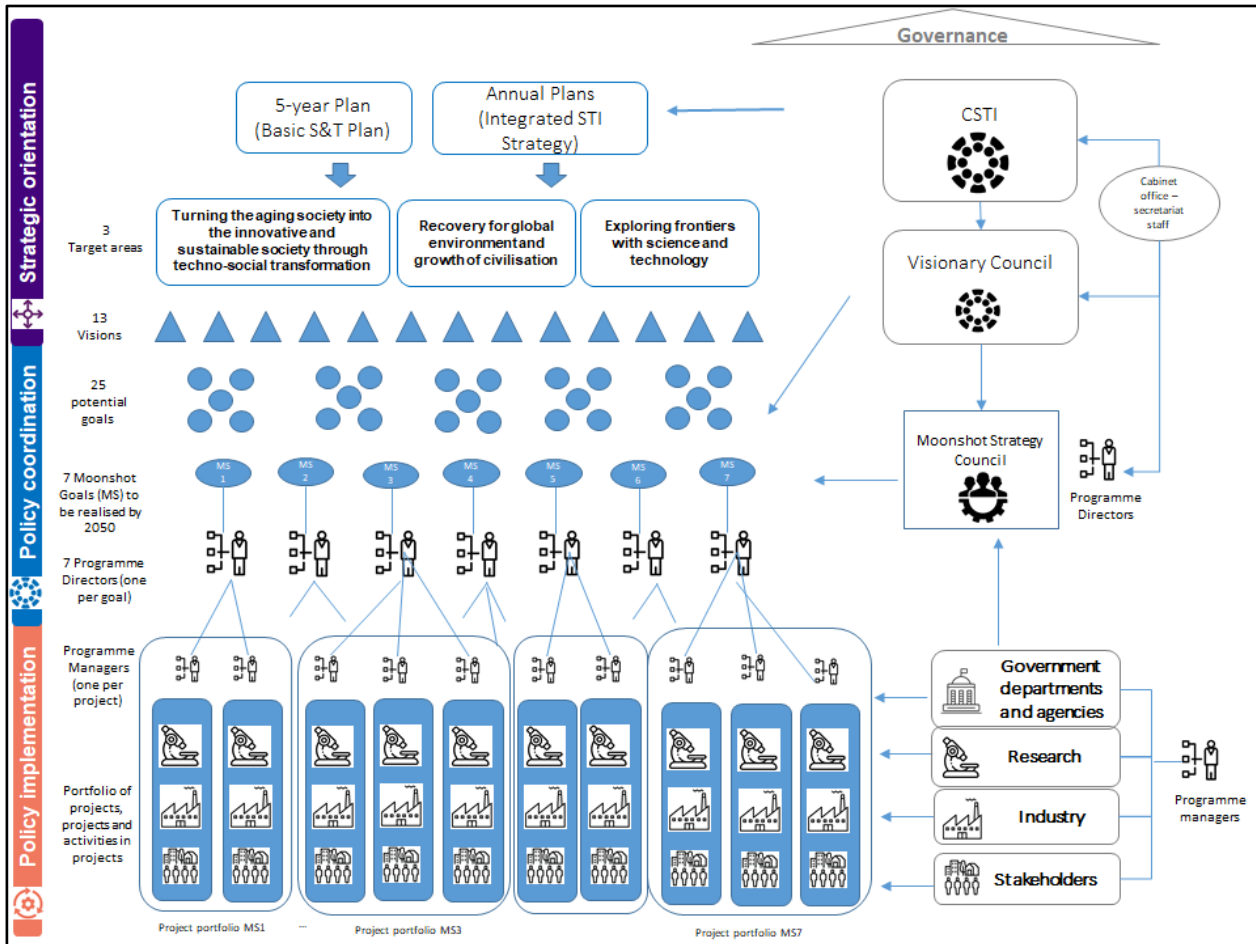 Governance
Strategic orientation
Policy coordination
Policy implementation
5-year Plan
(Basic S&T Plan)
Annual Plans
(Integrated STI
Strategy)
CSTI
Cabinet
office –
secretariat
staff
3
Target areas
Turning the aging society into
the innovative and
sustainable society through
techno-social transformation
Recovery for global
environment and
growth of civilisation
Exploring frontiers
with science and
technology
Visionary Council
13
Visions
25
potential
goals
7 Moonshot
Goals (MS) to
be realised by
2050
MS
1
MS
2
MS
3
MS
4
MS
5
MS
6
MS
7
Moonshot Strategy
Council
Programme
Directors
7 Programme
Directors (one
per goal)
Programme
Managers
(one per
project)
Government
departments
and agencies
Research
Industry
Stakeholders
Programme
managers
Portfolio of
projects,
projects and
activities in
projects
Project portfolio MS1
...
Project portfolio MS3
Project portfolio MS7